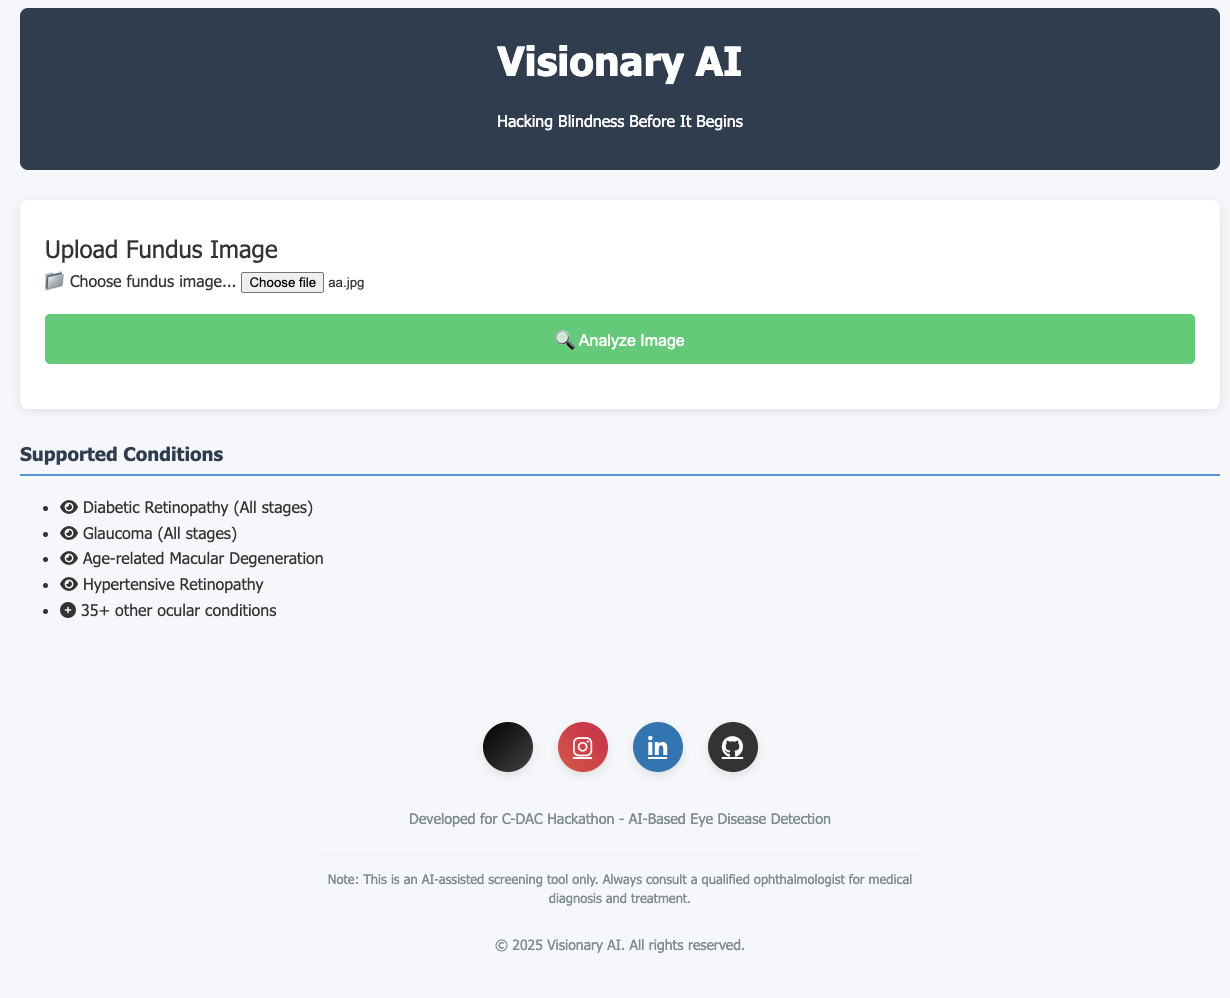 Visionary AI
Hacking Blindness Before It Begins
Upload Fundus Image
Choose fundus image... Choose file aa.jpg
Analyze Image
Supported Conditions
Diabetic Retinopathy (All stages)
Glaucoma (All stages)
Age-related Macular Degeneration
Hypertensive Retinopathy
35+ other ocular conditions
in
Developed for C-DAC Hackathon - AI-Based Eye Disease Detection
Note: This is an AI-assisted screening tool only. Always consult a qualified ophthalmologist for medical
diagnosis and treatment.
© 2025 Visionary AI. All rights reserved.